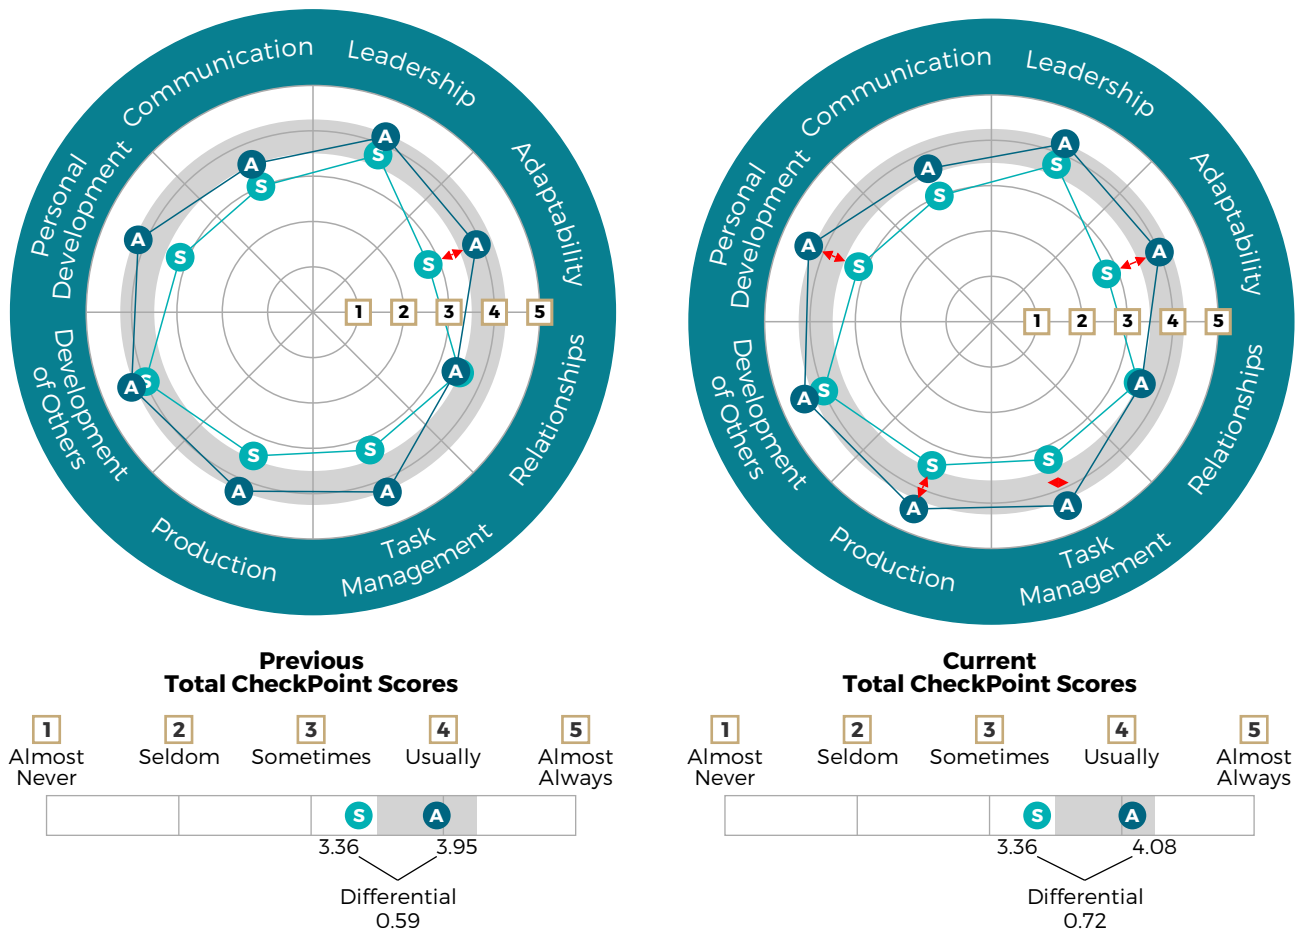 Communication
Leadership
Adaptability
Relationships
Task
Management
Production
Development
of Others
Personal
Development
A
S
A
S
A
S
A
S
A
S
A
S
A
S
A
S
1
2
3
4
5
Communication
Leadership
Adaptability
Relationships
Task
Management
Production
Development
of Others
Personal
Development
A
S
A
S
A
S
A
A
S
A
S
A
S
A
S
1
2
3
4
5
Previous
Total CheckPoint Scores
1
2
3
4
5
Almost
Never
Seldom
Sometimes
Usually
Almost
Always
S
A
3.36
3.95
Differential
0.59
Current
Total CheckPoint Scores
1
2
3
4
5
Almost
Never
Seldom
Sometimes
Usually
Almost
Always
S
A
3.36
4.08
Differential
0.72